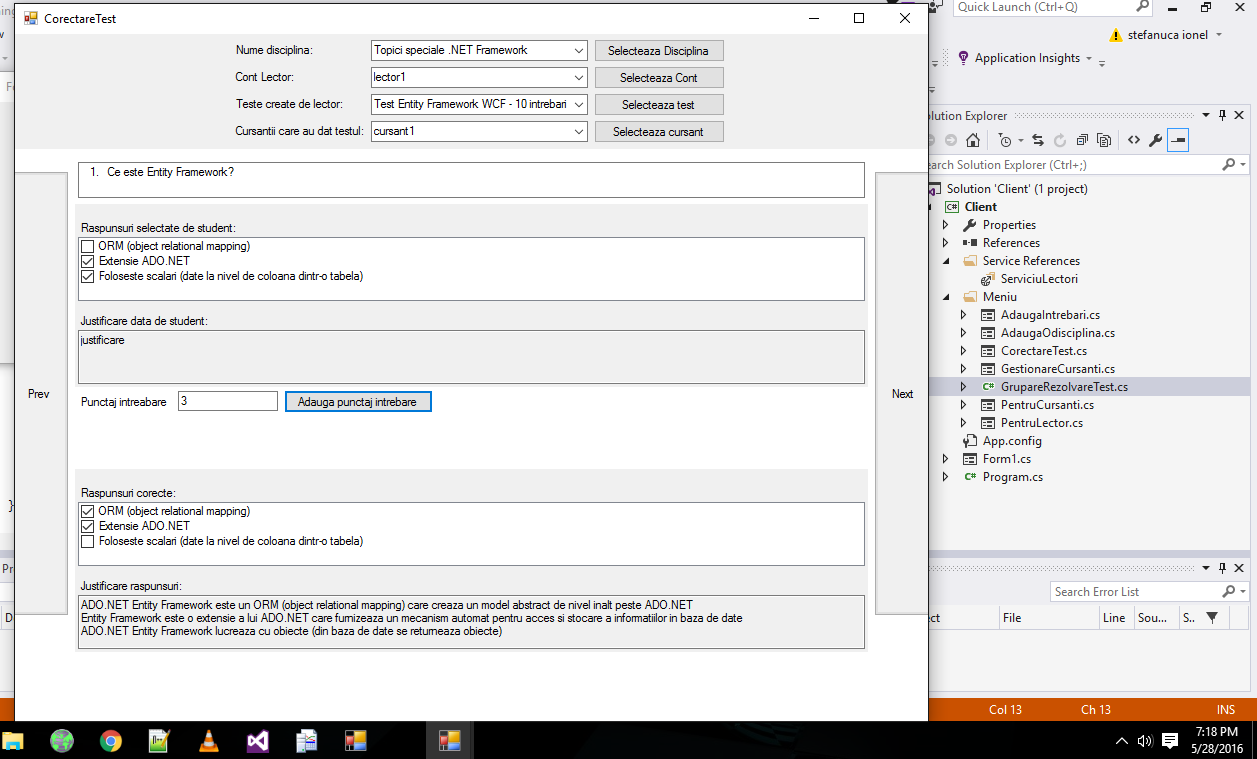 CorectareTest
Nume disciplina: Topici speciale .NET Framework Selecteaza Disciplina
Cont Lector: lector1 Selecteaza Cont
Teste create de lector: Test Entity Framework WCF - 10 intrebari Selecteaza test
Cursantii care au dat testul: cursant1 Selecteaza cursant
1. Ce este Entity Framework?
Raspunsuri selectate de student:
ORM (object relational mapping)
Extensie ADO.NET
Foloseste scalari (date la nivel de coloana dintr-o tabela)
Justificare data de student:
justificare
Prev
Next
Punctaj intreabare 3 Adauga punctaj intrebare
Raspunsuri corecte:
ORM (object relational mapping)
Extensie ADO.NET
Foloseste scalari (date la nivel de coloana dintr-o tabela)
Justificare raspunsuri:
ADO.NET Entity Framework este un ORM (object relational mapping) care creaza un model abstract de nivel inalt peste ADO.NET
Entity Framework este o extensie a lui ADO.NET care furnizeaza un mecanism automat pentru acces si stocare a informatiilor in baza de date
ADO.NET Entity Framework lucreaza cu obiecte (din baza de date se returneaza obiecte)
Quick Launch (Ctrl+Q)
stefanuca ionel
Application Insights
olution Explorer
earch Solution Explorer (Ctrl+;)
Solution 'Client' (1 project)
C# Client
Properties
References
Service References
ServiciuLectori
Meniu
AdaugaIntrebari.cs
AdaugaOdisciplina.cs
CorectareTest.cs
GestionareCursanti.cs
C# GrupareRezolvareTest.cs
PentruCursanti.cs
PentruLector.cs
App.config
Form1.cs
C# Program.cs
Search Error List
ect File Line Sou... S..
Col 13 Ch 13 INS
7:18 PM
5/28/2016